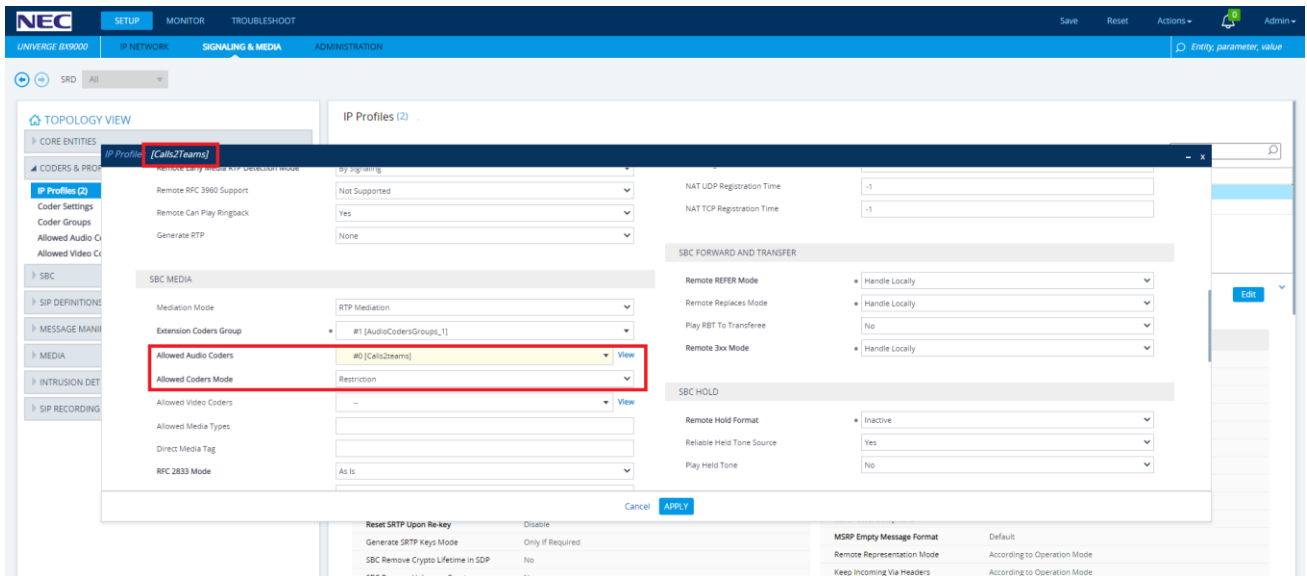 NEC SETUP MONITOR TROUBLESHOOT Save Reset Actions 0 Admin
UNIVERGE BX9000 IP NETWORK SIGNALING & MEDIA ADMINISTRATION Entity, parameter, value
SRD All
TOPOLOGY VIEW
CORE ENTITIES
CODERS & PROF
IP Profiles (2)
Coder Settings
Coder Groups
Allowed Audio Co
Allowed Video Co
SBC
SIP DEFINITIONS
MESSAGE MANI
MEDIA
INTRUSION DET
SIP RECORDING
IP Profiles (2)
Edit
IP Profile [Calls2Teams] – x
Remote Early Media RTP Detection Mode By Signaling
Remote RFC 3960 Support Not Supported
Remote Can Play Ringback Yes
Generate RTP None
SBC MEDIA
Mediation Mode RTP Mediation
Extension Coders Group #1 [AudioCodersGroups_1]
Allowed Audio Coders #0 [Calls2teams] View
Allowed Coders Mode Restriction
Allowed Video Coders -- View
Allowed Media Types
Direct Media Tag
RFC 2833 Mode As Is
NAT UDP Registration Time -1
NAT TCP Registration Time -1
SBC FORWARD AND TRANSFER
Remote REFER Mode Handle Locally
Remote Replaces Mode Handle Locally
Play RBT To Transferee No
Remote 3xx Mode Handle Locally
SBC HOLD
Remote Hold Format Inactive
Reliable Held Tone Source Yes
Play Held Tone No
Cancel APPLY
Reset SRTP Upon Re-key Disable
Generate SRTP Keys Mode Only If Required
SBC Remove Crypto Lifetime in SDP No
MSRP Empty Message Format Default
Remote Representation Mode According to Operation Mode
Keep Incoming Via Headers According to Operation Mode